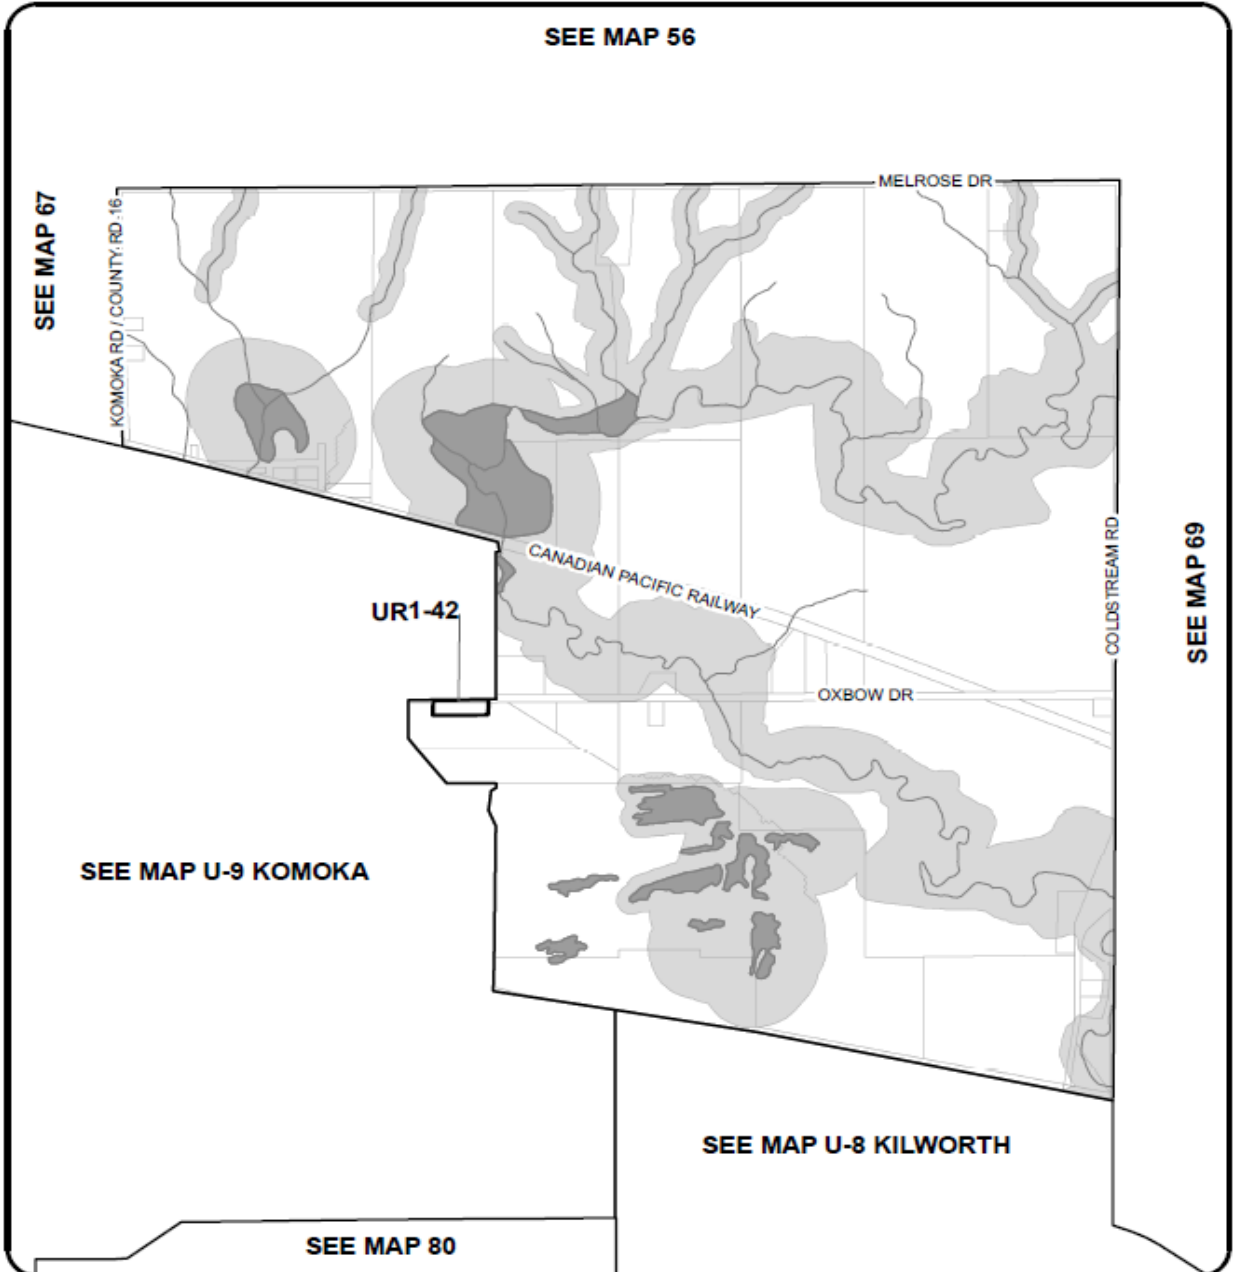 SEE MAP 56
MELROSE DR
SEE MAP 67
KOMOKA RD / COUNTY RD 16
CANADIAN PACIFIC RAILWAY
COLDSTREAM RD
SEE MAP 69
UR1-42
OXBOW DR
SEE MAP U-9 KOMOKA
SEE MAP U-8 KILWORTH
SEE MAP 80